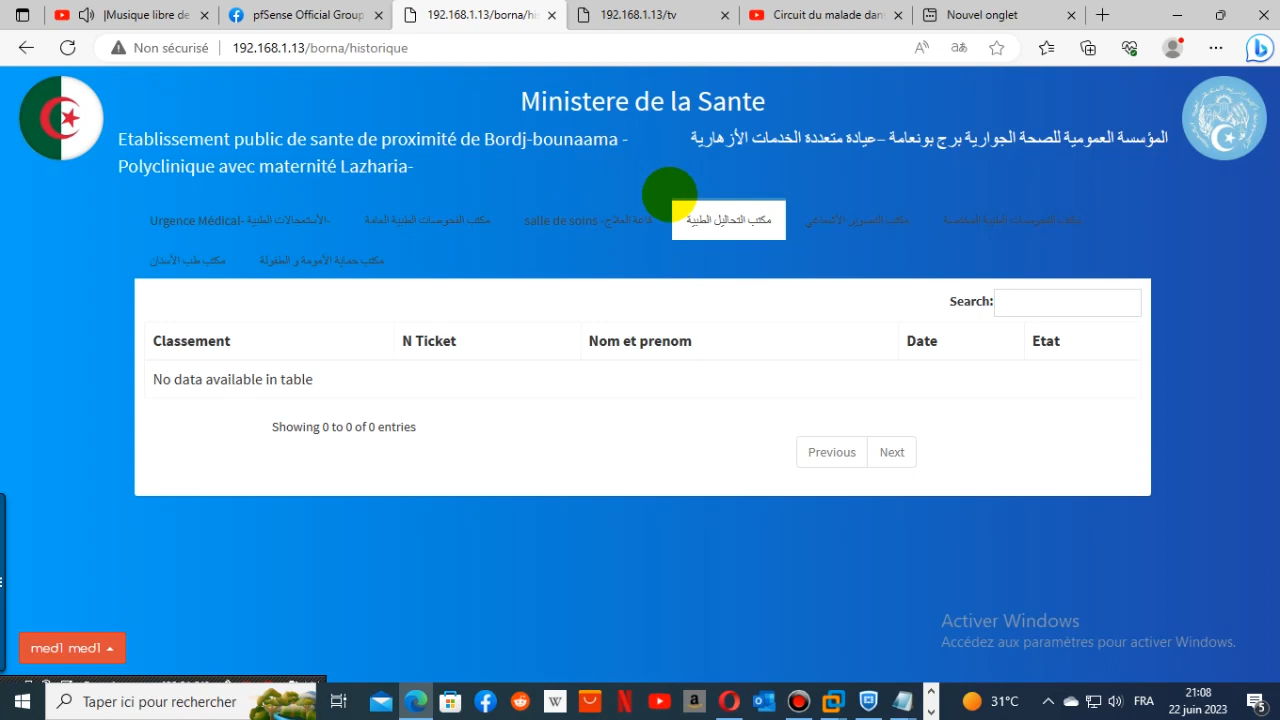 |Musique libre de
pfSense Official Group
192.168.1.13/borna/his
192.168.1.13/tv
Circuit du malade dan
Nouvel onglet
Non sécurisé
192.168.1.13/borna/historique
Ministere de la Sante
Etablissement public de sante de proximité de Bordj-bounaama -
Polyclinique avec maternité Lazharia-
المؤسسة العمومية للصحة الجوارية برج بونعامة –عيادة متعددة الخدمات الأزهارية
Urgence Médical- الأستعجالات الطبية-
مكتب الفحوصات الطبية العامة
salle de soins -قاعة العلاج
مكتب التحاليل الطبية
مكتب التصوير الأشعاعي
مكتب طب الأسنان
مكتب حماية الأمومة و الطفولة
Search:
Classement
N Ticket
Nom et prenom
Date
Etat
No data available in table
Showing 0 to 0 of 0 entries
Previous
Next
Activer Windows
Accédez aux paramètres pour activer Windows.
med1 med1
Taper ici pour rechercher
31°C
FRA
21:08
22 juin 2023
5